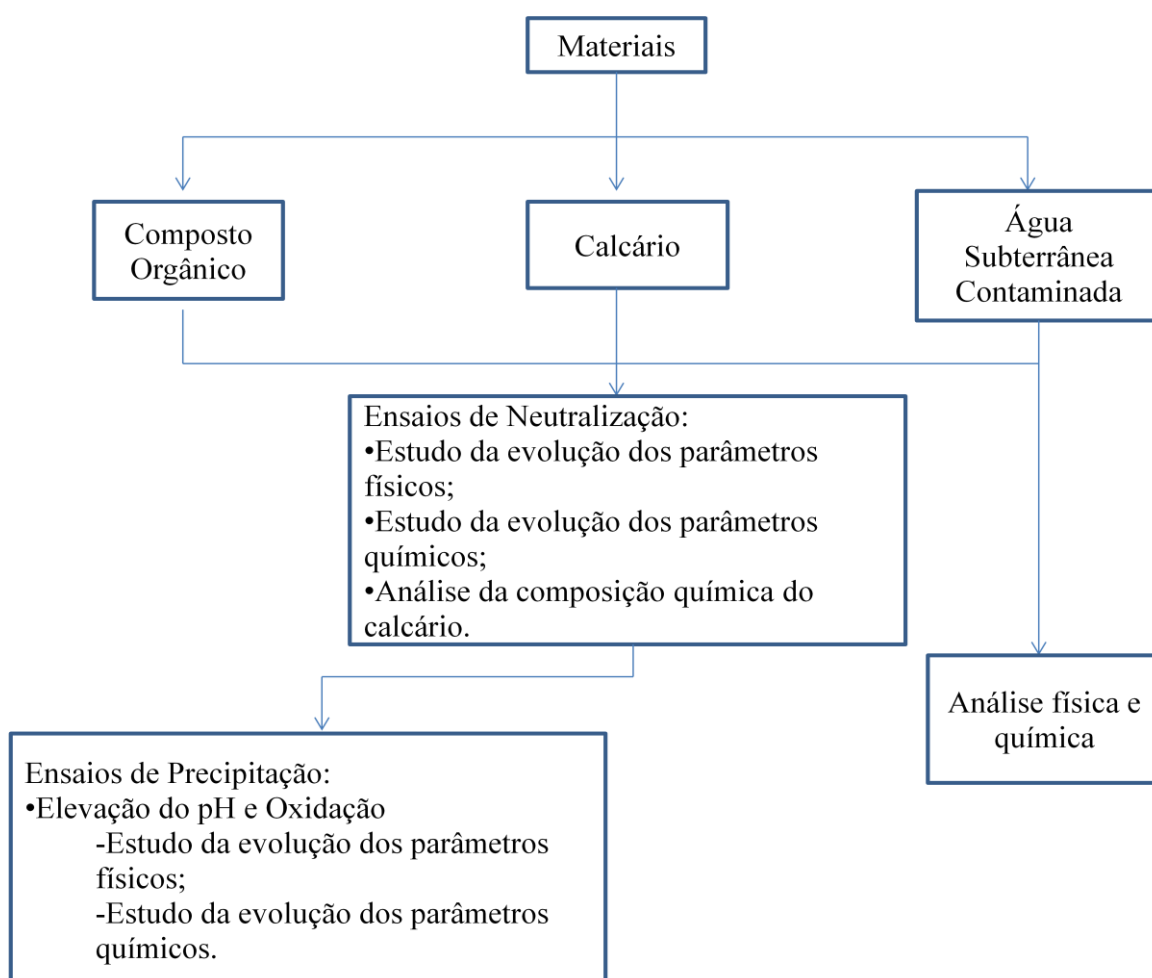 Materiais
Composto
Orgânico
Calcário
Água
Subterrânea
Contaminada
Ensaios de Neutralização:
•Estudo da evolução dos parâmetros
físicos;
•Estudo da evolução dos parâmetros
químicos;
•Análise da composição química do
calcário.
Análise física e
química
Ensaios de Precipitação:
•Elevação do pH e Oxidação
-Estudo da evolução dos parâmetros
físicos;
-Estudo da evolução dos parâmetros
químicos.